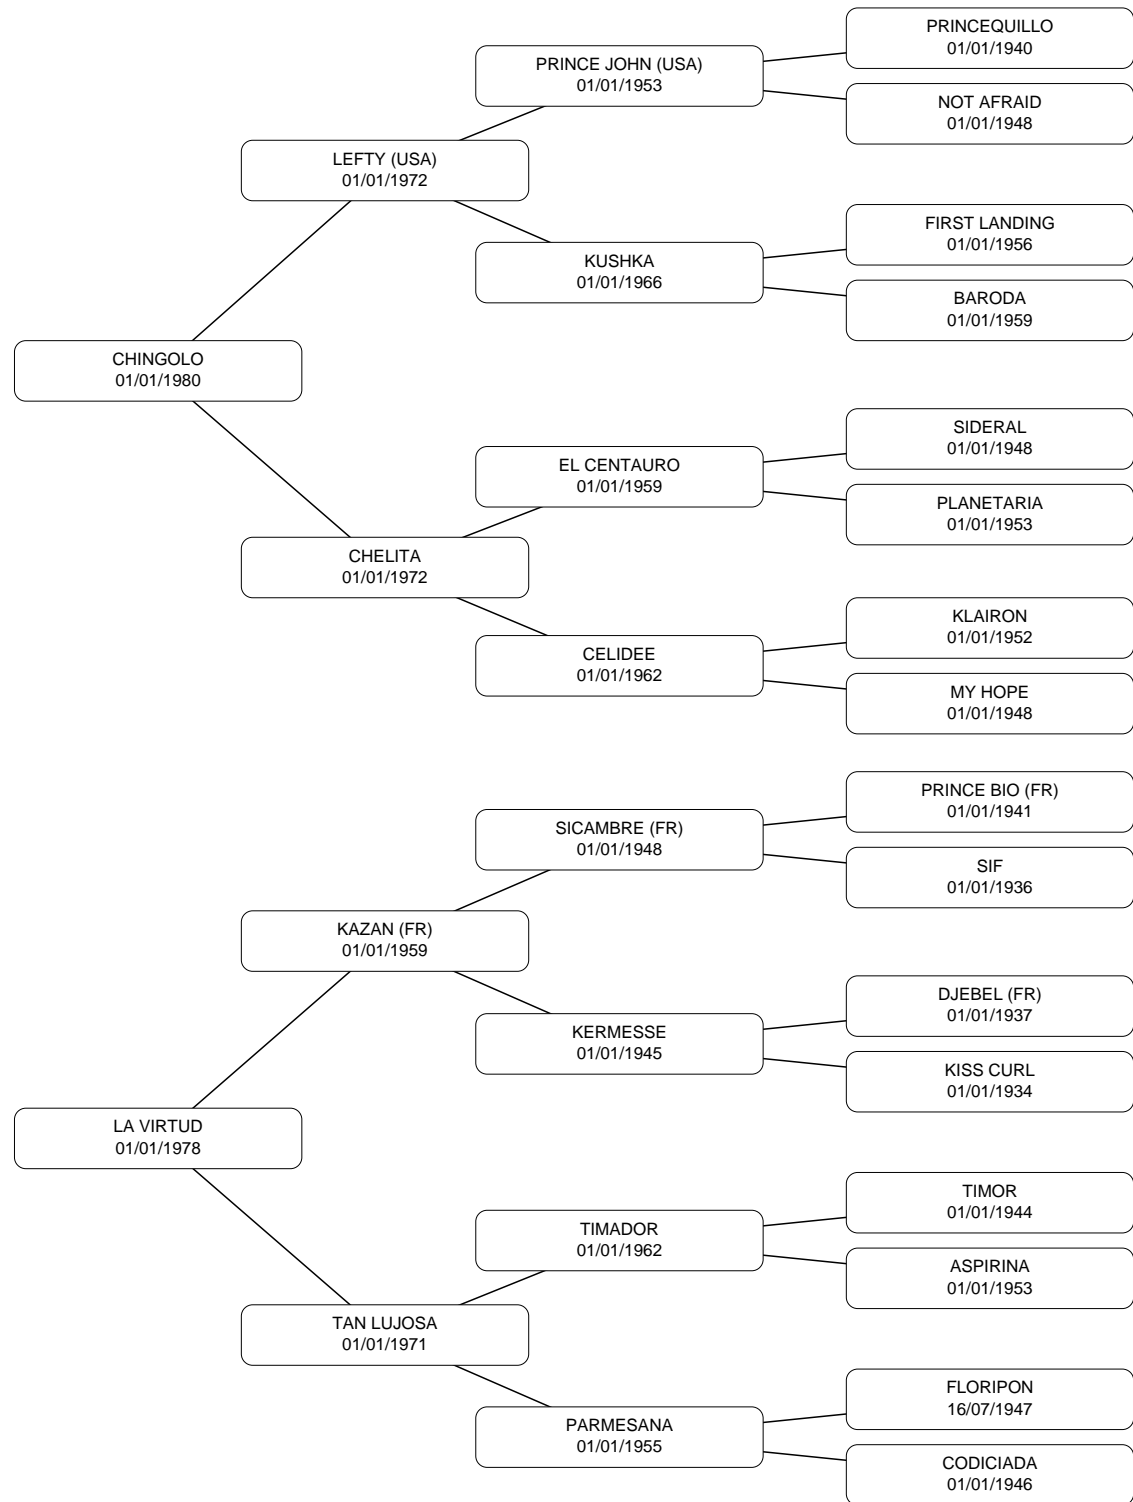 PRINCEQUILLO
01/01/1940
PRINCE JOHN (USA)
01/01/1953
NOT AFRAID
01/01/1948
LEFTY (USA)
01/01/1972
FIRST LANDING
01/01/1956
KUSHKA
01/01/1966
BARODA
01/01/1959
CHINGOLO
01/01/1980
SIDERAL
01/01/1948
EL CENTAURO
01/01/1959
PLANETARIA
01/01/1953
CHELITA
01/01/1972
KLAIRON
01/01/1952
CELIDEE
01/01/1962
MY HOPE
01/01/1948
PRINCE BIO (FR)
01/01/1941
SICAMBRE (FR)
01/01/1948
SIF
01/01/1936
KAZAN (FR)
01/01/1959
DJEBEL (FR)
01/01/1937
KERMESSE
01/01/1945
KISS CURL
01/01/1934
LA VIRTUD
01/01/1978
TIMOR
01/01/1944
TIMADOR
01/01/1962
ASPIRINA
01/01/1953
TAN LUJOSA
01/01/1971
FLORIPON
16/07/1947
PARMESANA
01/01/1955
CODICIADA
01/01/1946